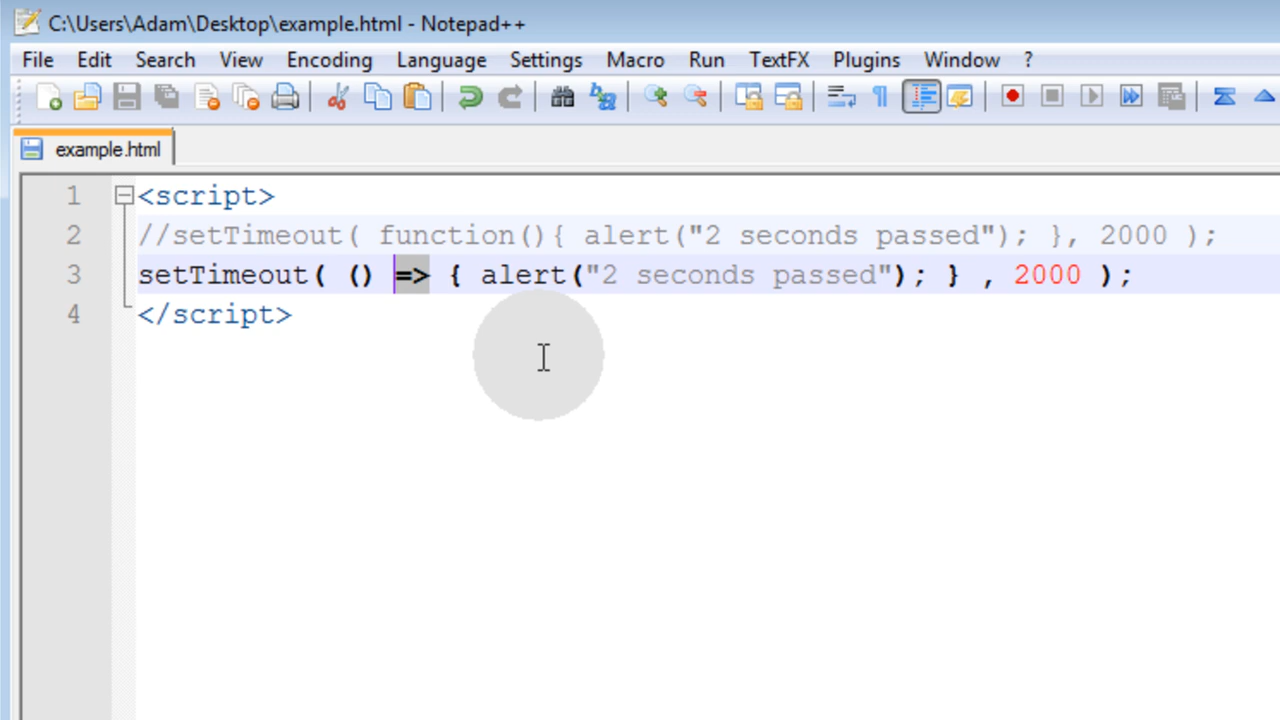 C:\Users\Adam\Desktop\example.html - Notepad++
File Edit Search View Encoding Language Settings Macro Run TextFX Plugins Window ?
example.html
1 <script>
2 //setTimeout( function(){ alert("2 seconds passed"); }, 2000 );
3 setTimeout( () => { alert("2 seconds passed"); } , 2000 );
4 </script>